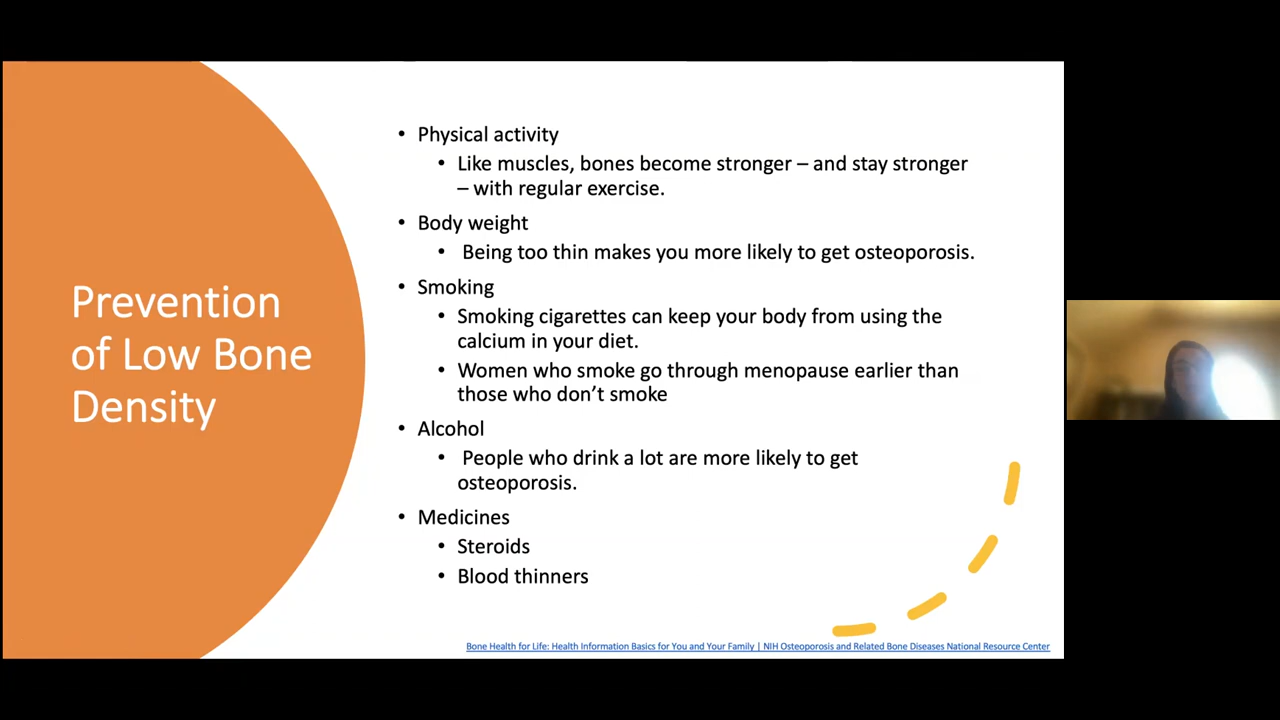 Prevention
of Low Bone
Density
• Physical activity
• Like muscles, bones become stronger – and stay stronger
– with regular exercise.
• Body weight
• Being too thin makes you more likely to get osteoporosis.
• Smoking
• Smoking cigarettes can keep your body from using the
calcium in your diet.
• Women who smoke go through menopause earlier than
those who don’t smoke
• Alcohol
• People who drink a lot are more likely to get
osteoporosis.
• Medicines
• Steroids
• Blood thinners
Bone Health for Life: Health Information Basics for You and Your Family | NIH Osteoporosis and Related Bone Diseases National Resource Center